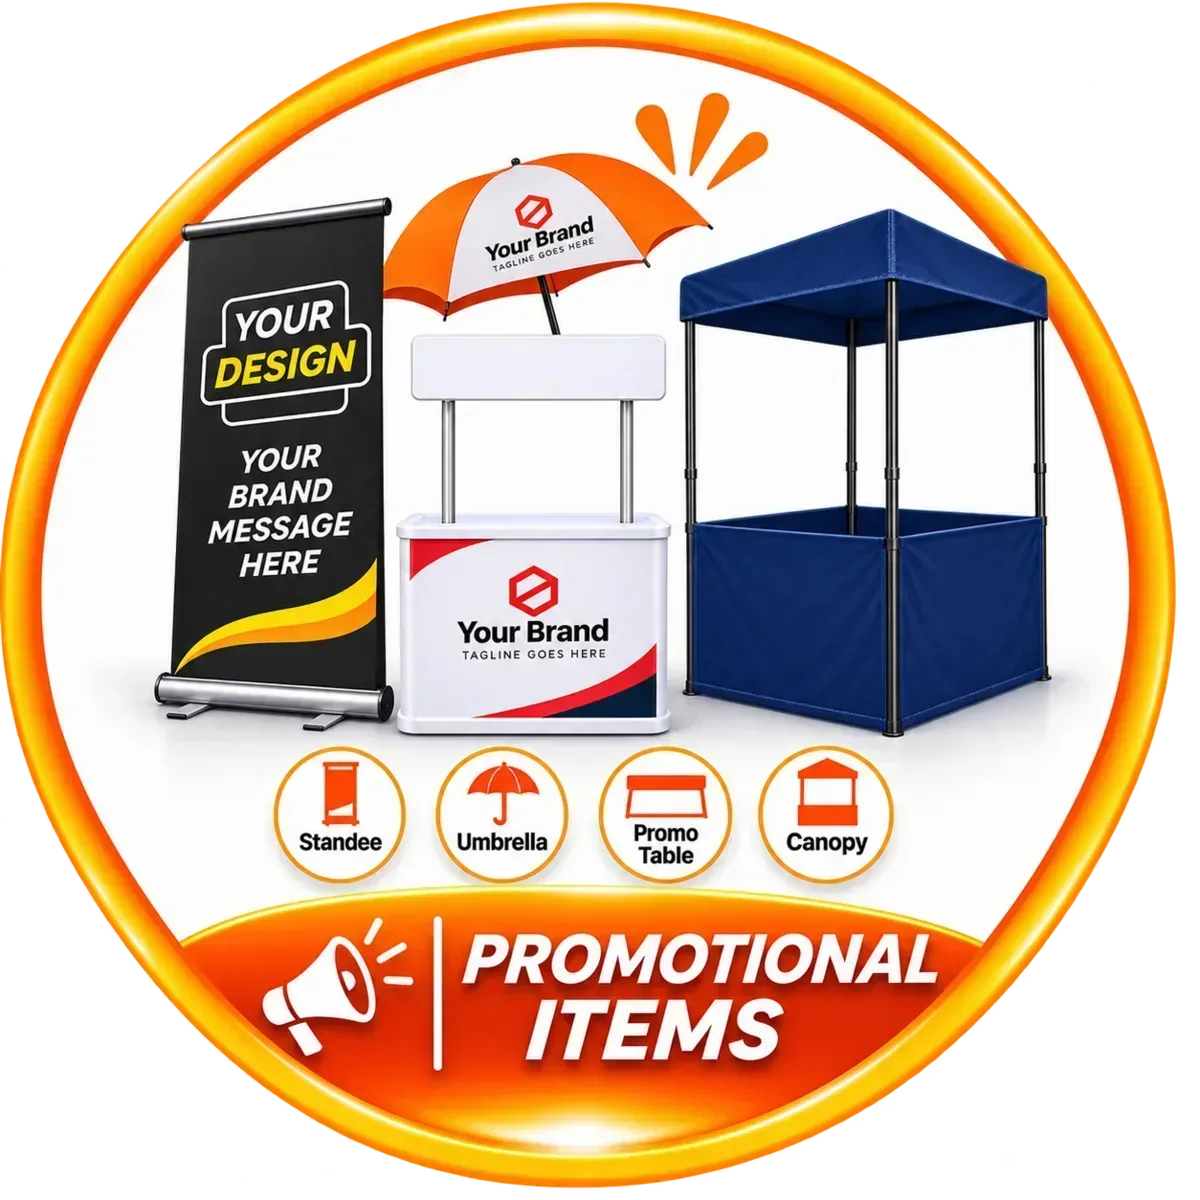 YOUR
DESIGN
YOUR
BRAND
MESSAGE
HERE
Your Brand
TAGLINE GOES HERE
Your Brand
TAGLINE GOES HERE
Standee
Umbrella
Promo
Table
Canopy
PROMOTIONAL
ITEMS